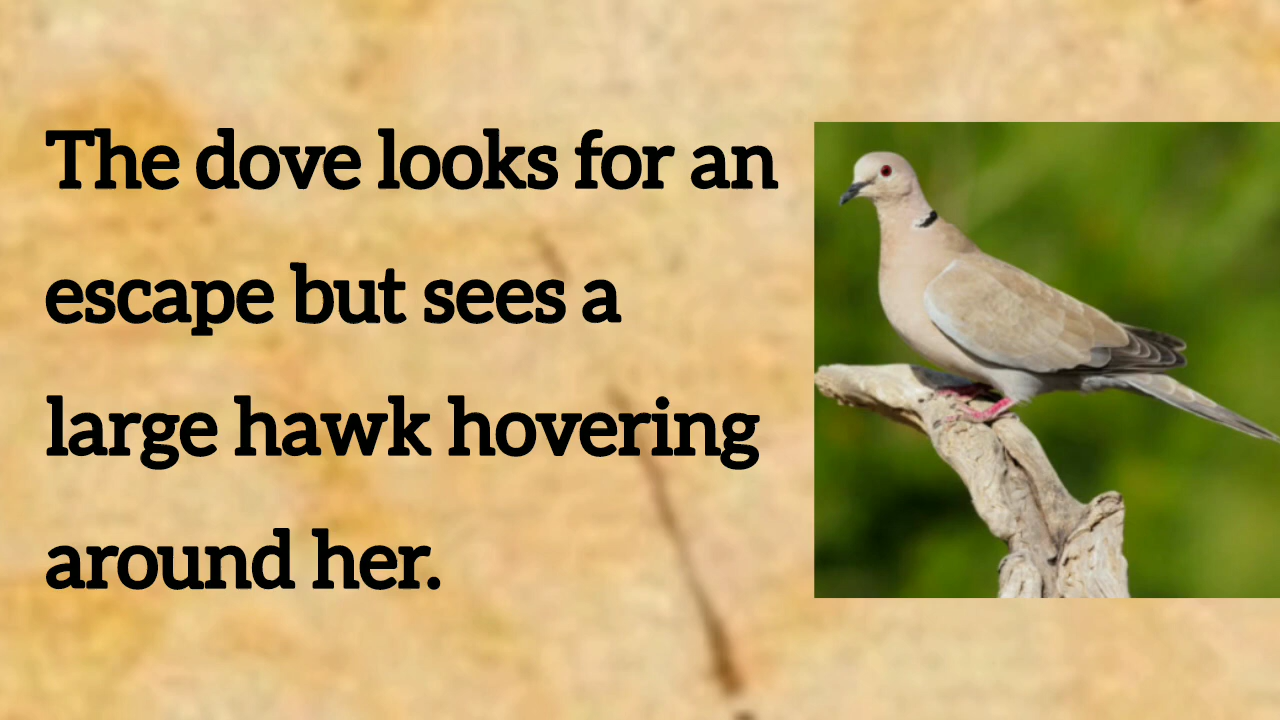 The dove looks for an
escape but sees a
large hawk hovering
around her.